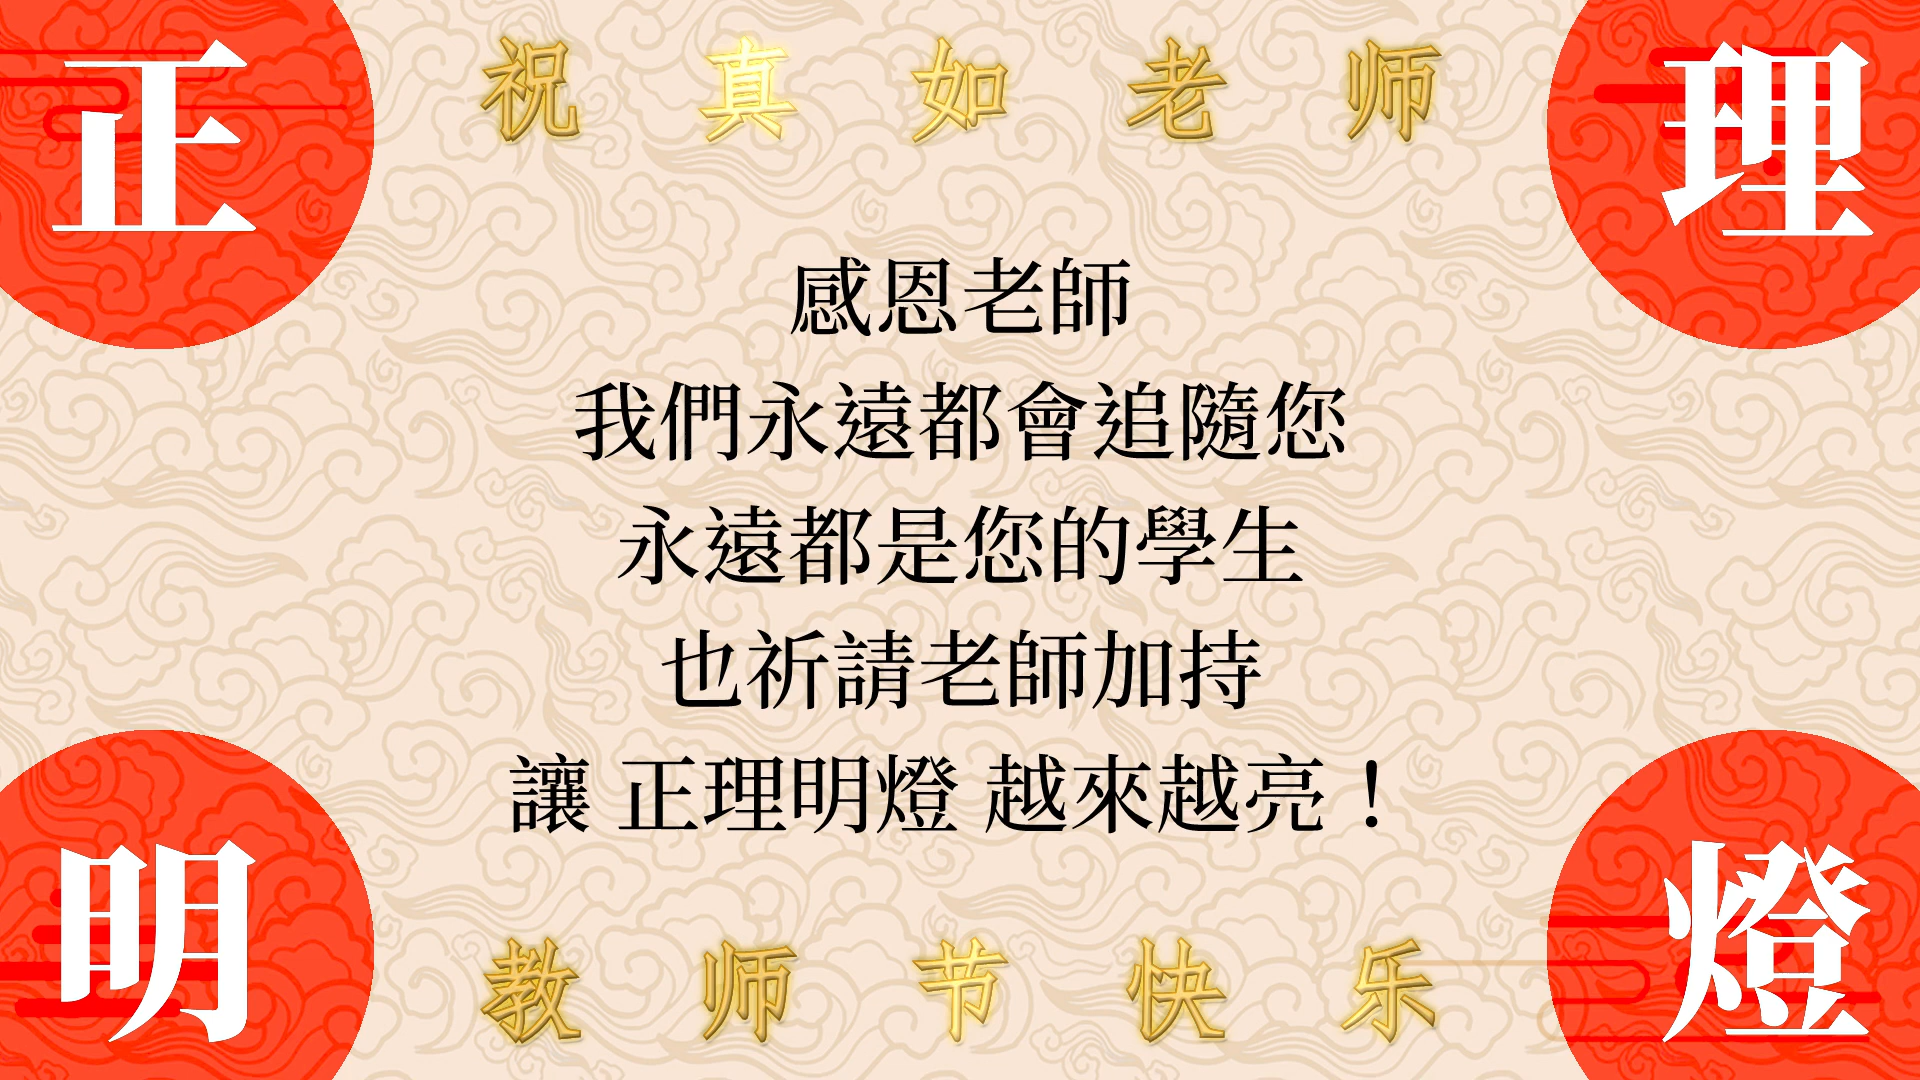 正
理
祝真如老师
感恩老師
我們永遠都會追隨您
永遠都是您的學生
也祈請老師加持
讓 正理明燈 越來越亮！
明
燈
教师节快乐